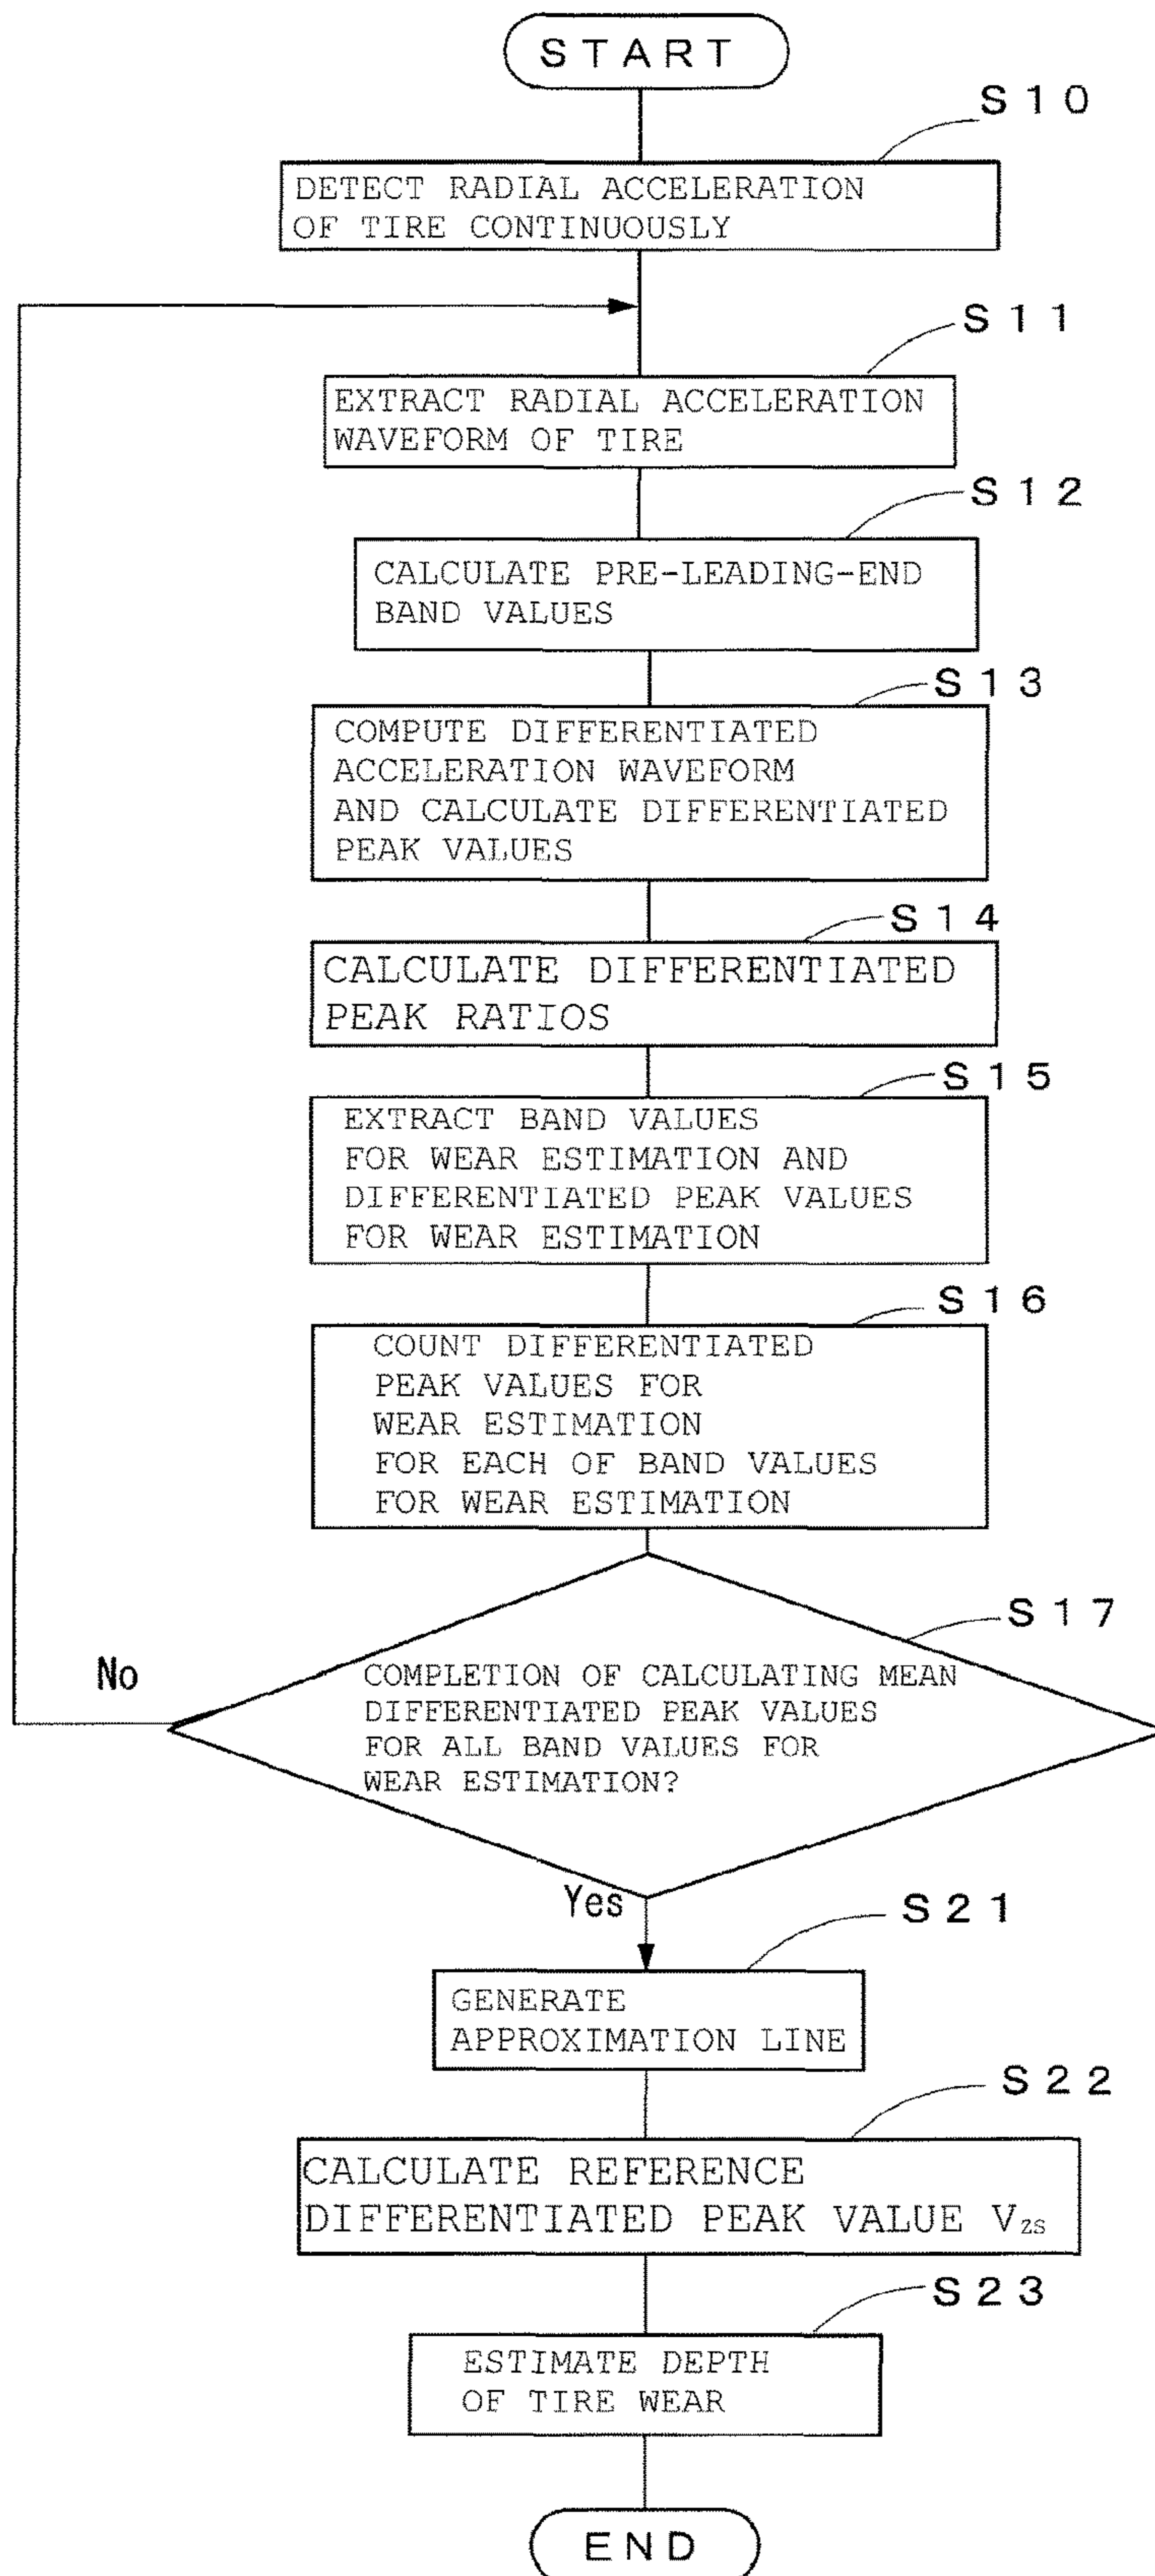 START
S10
DETECT RADIAL ACCELERATION
OF TIRE CONTINUOUSLY
S11
EXTRACT RADIAL ACCELERATION
WAVEFORM OF TIRE
S12
CALCULATE PRE-LEADING-END
BAND VALUES
S13
COMPUTE DIFFERENTIATED
ACCELERATION WAVEFORM
AND CALCULATE DIFFERENTIATED
PEAK VALUES
S14
CALCULATE DIFFERENTIATED
PEAK RATIOS
S15
EXTRACT BAND VALUES
FOR WEAR ESTIMATION AND
DIFFERENTIATED PEAK VALUES
FOR WEAR ESTIMATION
S16
COUNT DIFFERENTIATED
PEAK VALUES FOR
WEAR ESTIMATION
FOR EACH OF BAND VALUES
FOR WEAR ESTIMATION
S17
No
COMPLETION OF CALCULATING MEAN
DIFFERENTIATED PEAK VALUES
FOR ALL BAND VALUES FOR
WEAR ESTIMATION?
Yes
S21
GENERATE
APPROXIMATION LINE
S22
CALCULATE REFERENCE
DIFFERENTIATED PEAK VALUE Vzs
S23
ESTIMATE DEPTH
OF TIRE WEAR
END